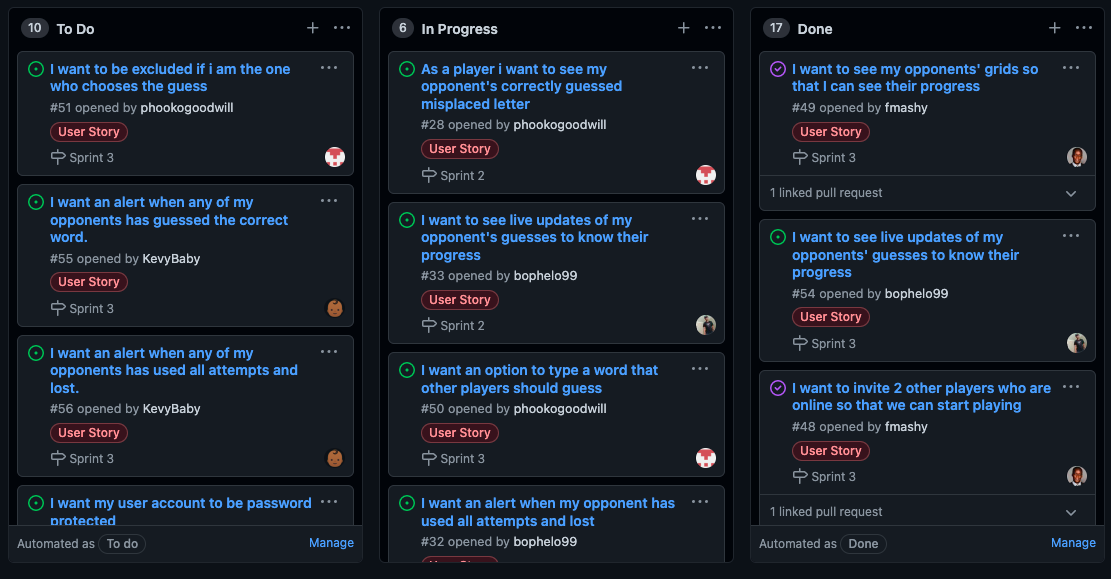 10 To Do
I want to be excluded if i am the one
who chooses the guess
#51 opened by phookogoodwill
User Story
Sprint 3
I want an alert when any of my
opponents has guessed the correct
word.
#55 opened by KevyBaby
User Story
Sprint 3
I want an alert when any of my
opponents has used all attempts and
lost.
#56 opened by KevyBaby
User Story
Sprint 3
I want my user account to be password
protected
Automated as To do Manage
6 In Progress
As a player i want to see my
opponent's correctly guessed
misplaced letter
#28 opened by phookogoodwill
User Story
Sprint 2
I want to see live updates of my
opponent's guesses to know their
progress
#33 opened by bophelo99
User Story
Sprint 2
I want an option to type a word that
other players should guess
#50 opened by phookogoodwill
User Story
Sprint 3
I want an alert when my opponent has
used all attempts and lost
#32 opened by bophelo99
User Story
17 Done
I want to see my opponents' grids so
that I can see their progress
#49 opened by fmashy
User Story
Sprint 3
1 linked pull request
I want to see live updates of my
opponents' guesses to know their
progress
#54 opened by bophelo99
User Story
Sprint 3
I want to invite 2 other players who are
online so that we can start playing
#48 opened by fmashy
User Story
Sprint 3
1 linked pull request
Automated as Done Manage